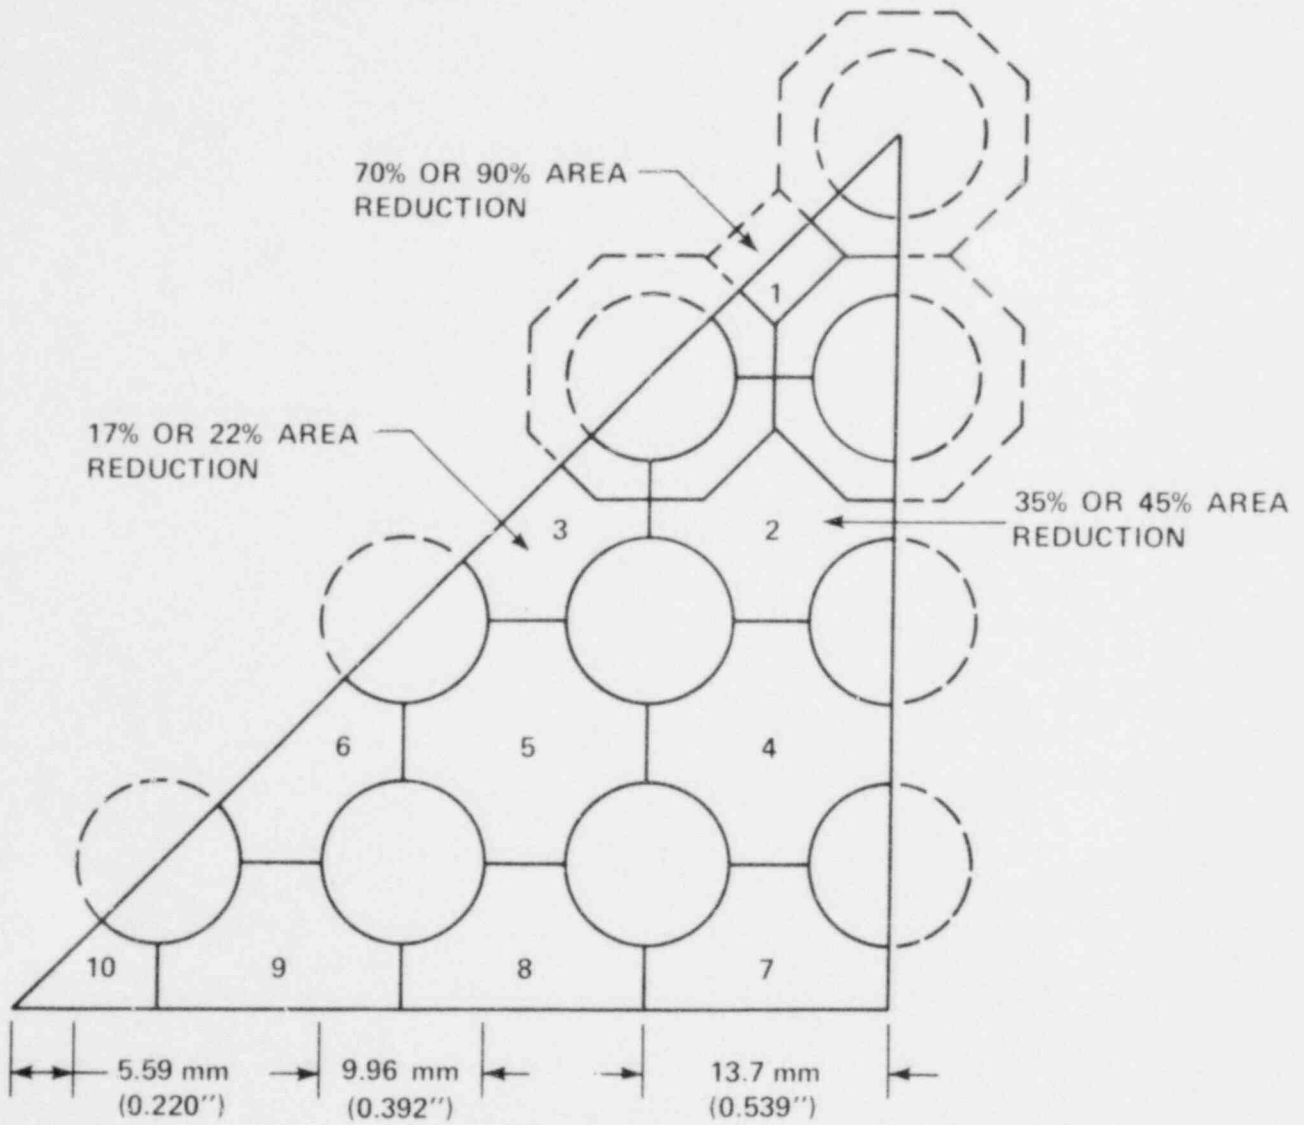 70% OR 90% AREA
REDUCTION
1
17% OR 22% AREA
REDUCTION
3
2
35% OR 45% AREA
REDUCTION
6
5
4
10
9
8
7
5.59 mm
(0.220")
9.96 mm
(0.392")
13.7 mm
(0.539")